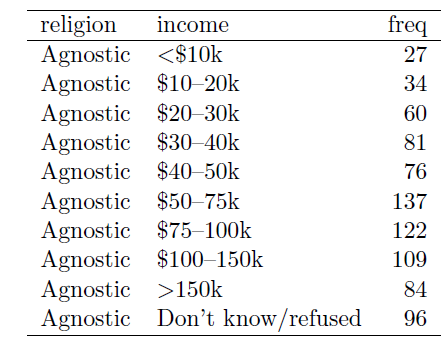 religion income freq
Agnostic <$10k 27
Agnostic $10–20k 34
Agnostic $20–30k 60
Agnostic $30–40k 81
Agnostic $40–50k 76
Agnostic $50–75k 137
Agnostic $75–100k 122
Agnostic $100–150k 109
Agnostic >150k 84
Agnostic Don't know/refused 96